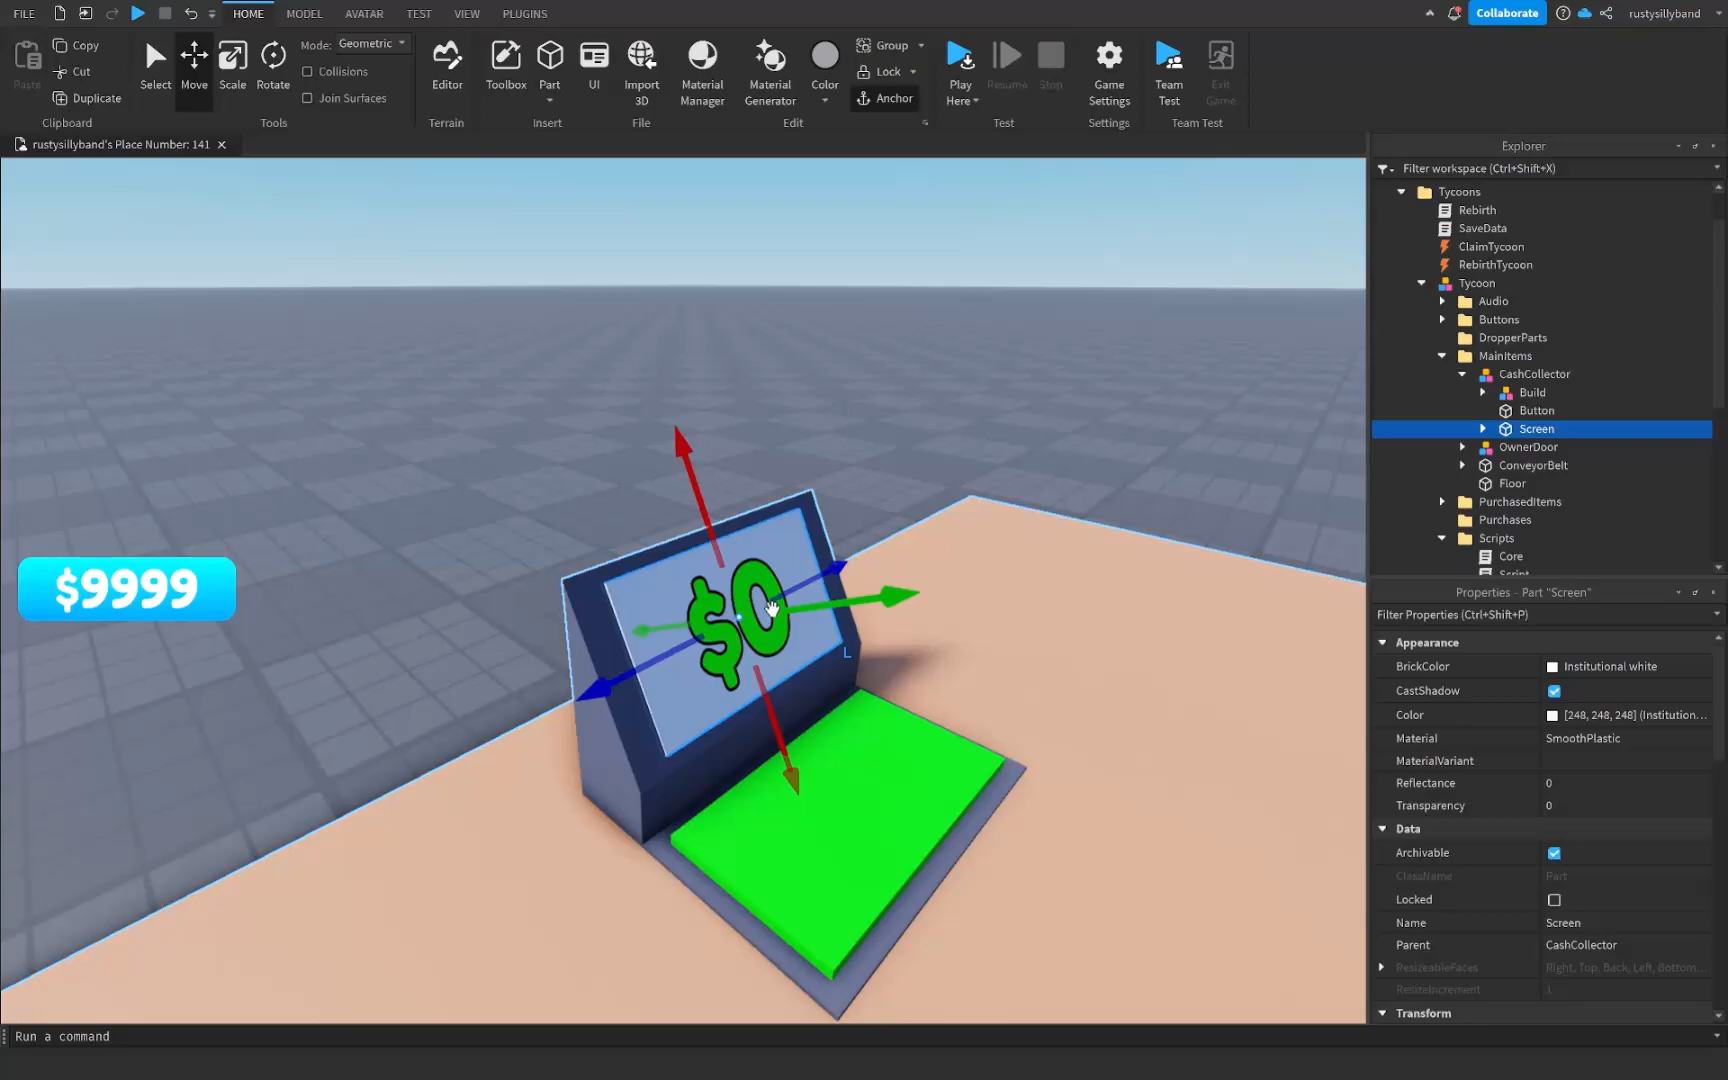 FILE HOME MODEL AVATAR TEST VIEW PLUGINS Collaborate rustysillyband
Paste Copy Cut Duplicate Clipboard
Select Move Scale Rotate Mode: Geometric Collisions Join Surfaces Tools
Editor Terrain
Toolbox Part UI Insert
Import 3D File
Material Manager Material Generator Color Group Lock Anchor Edit
Play Here Resume Stop Test
Game Settings Settings
Team Test Exit Game Team Test
rustysillyband's Place Number: 141
Explorer
Filter workspace (Ctrl+Shift+X)
Tycoons
Rebirth
SaveData
ClaimTycoon
RebirthTycoon
Tycoon
Audio
Buttons
DropperParts
MainItems
CashCollector
Build
Button
Screen
OwnerDoor
ConveyorBelt
Floor
PurchasedItems
Purchases
Scripts
Core
Script
$9999
$0
L
Properties - Part "Screen"
Filter Properties (Ctrl+Shift+P)
Appearance
BrickColor Institutional white
CastShadow
Color [248, 248, 248] (Institution...
Material SmoothPlastic
MaterialVariant
Reflectance 0
Transparency 0
Data
Archivable
ClassName Part
Locked
Name Screen
Parent CashCollector
ResizeableFaces Right, Top, Back, Left, Bottom...
ResizeIncrement 1
Transform
Run a command